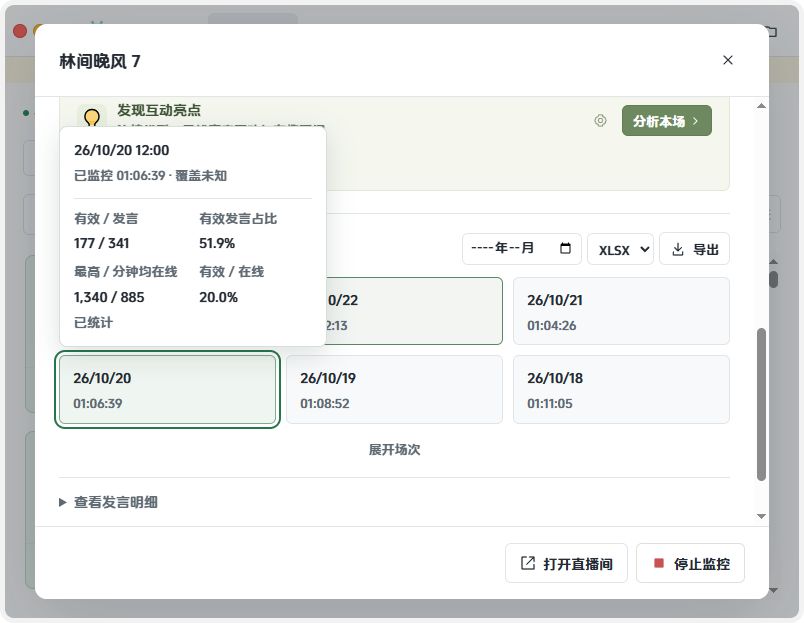 林间晚风 7
发现互动亮点
分析本场
26/10/20 12:00
已监控 01:06:39 · 覆盖未知
有效 / 发言
有效发言占比
177 / 341
51.9%
最高 / 分钟均在线
有效 / 在线
1,340 / 885
20.0%
已统计
----年--月
XLSX
导出
0/22
2:13
26/10/21
01:04:26
26/10/20
01:06:39
26/10/19
01:08:52
26/10/18
01:11:05
展开场次
查看发言明细
打开直播间
停止监控